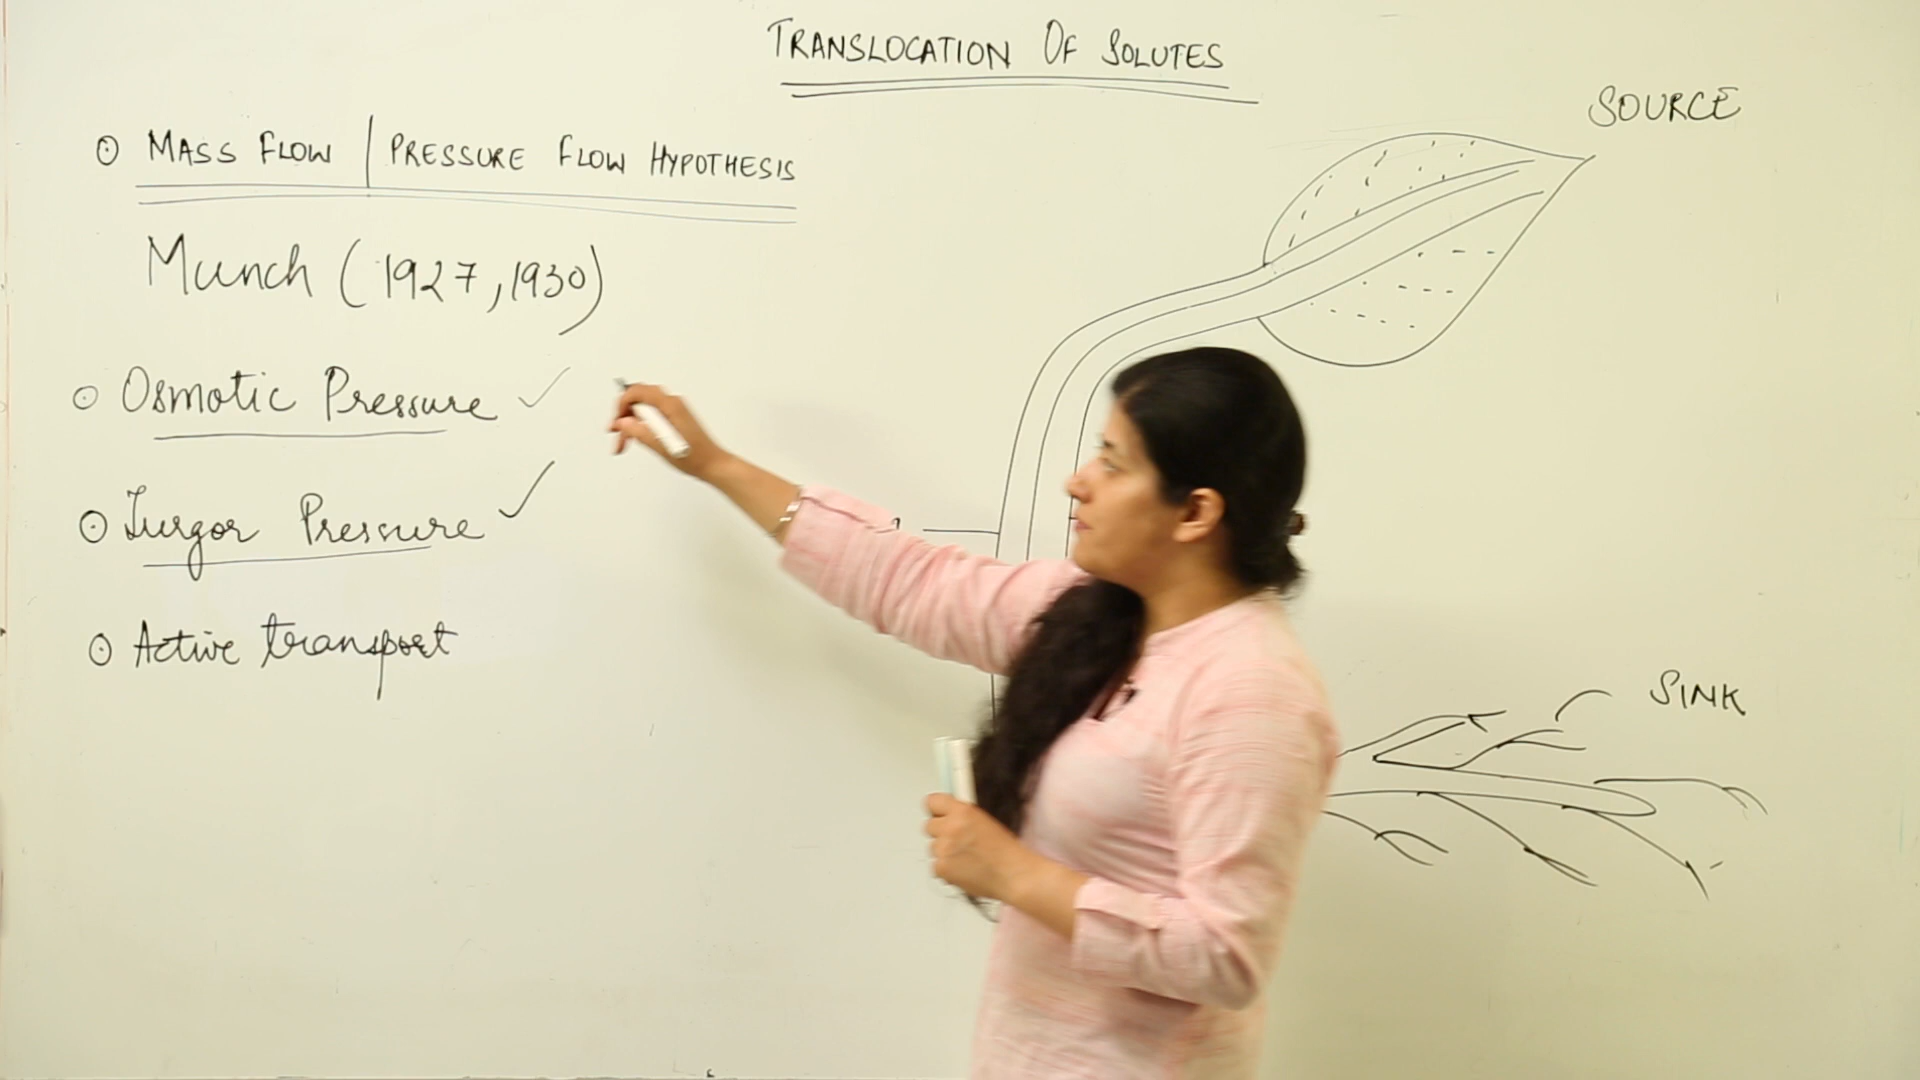 TRANSLOCATION OF SOLUTES
SOURCE
MASS FLOW | PRESSURE FLOW HYPOTHESIS
Munch (1927, 1930)
Osmotic Pressure ✓
Turgor Pressure ✓
Active transport
SINK